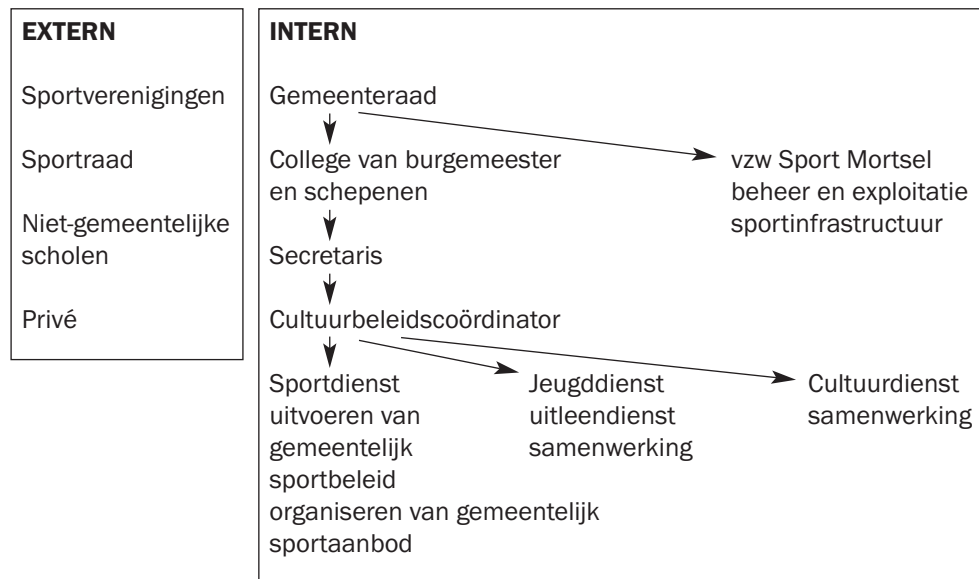 EXTERN
Sportverenigingen
Sportraad
Niet-gemeentelijke
scholen
Privé
INTERN
Gemeenteraad
College van burgemeester
en schepenen
vzw Sport Mortsel
beheer en exploitatie
sportinfrastructuur
Secretaris
Cultuurbeleidscoördinator
Sportdienst
uitvoeren van
gemeentelijk
sportbeleid
organiseren van gemeentelijk
sportaanbod
Jeugddienst
uitleendienst
samenwerking
Cultuurdienst
samenwerking